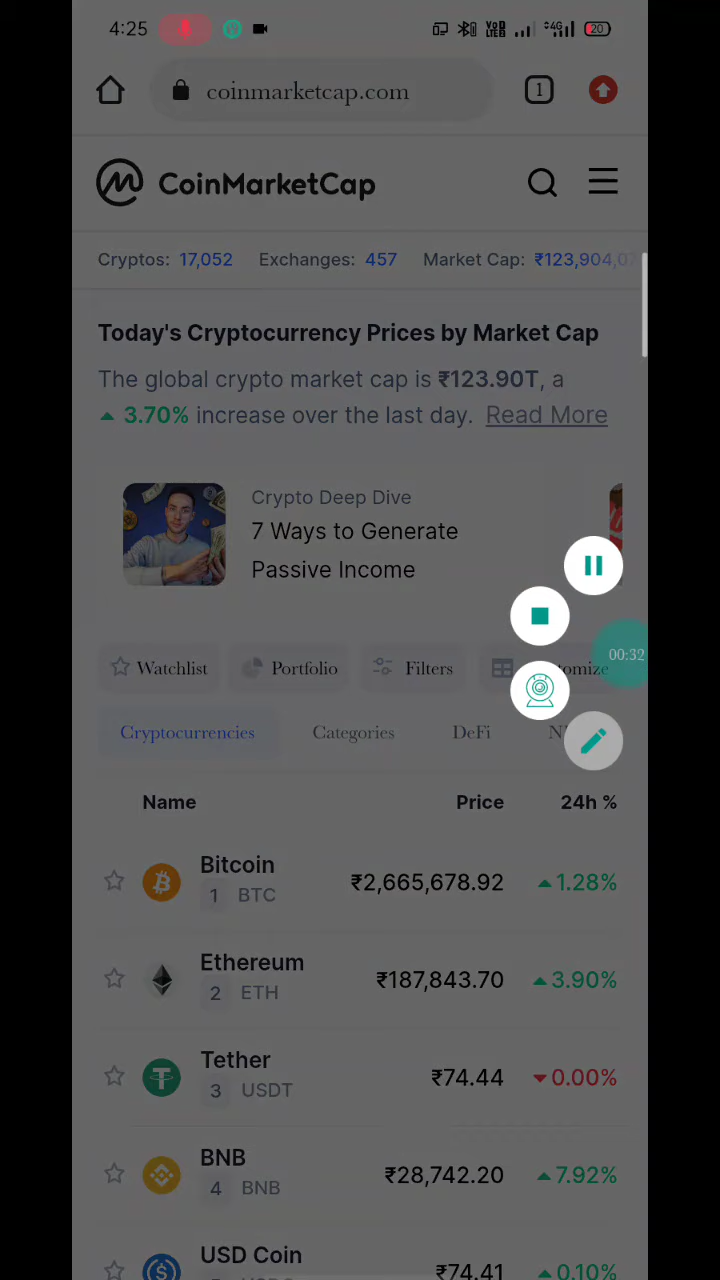 4:25 VoD LTE2 4G 20
coinmarketcap.com 1
CoinMarketCap
Cryptos: 17,052 Exchanges: 457 Market Cap: ₹123,904,0
Today's Cryptocurrency Prices by Market Cap
The global crypto market cap is ₹123.90T, a
3.70% increase over the last day. Read More
Crypto Deep Dive
7 Ways to Generate
Passive Income
00:32
Watchlist Portfolio Filters
Cryptocurrencies Categories DeFi
Name Price 24h %
Bitcoin
1 BTC ₹2,665,678.92 1.28%
Ethereum
2 ETH ₹187,843.70 3.90%
Tether
3 USDT ₹74.44 0.00%
BNB
4 BNB ₹28,742.20 7.92%
USD Coin
₹74.41 0.10%